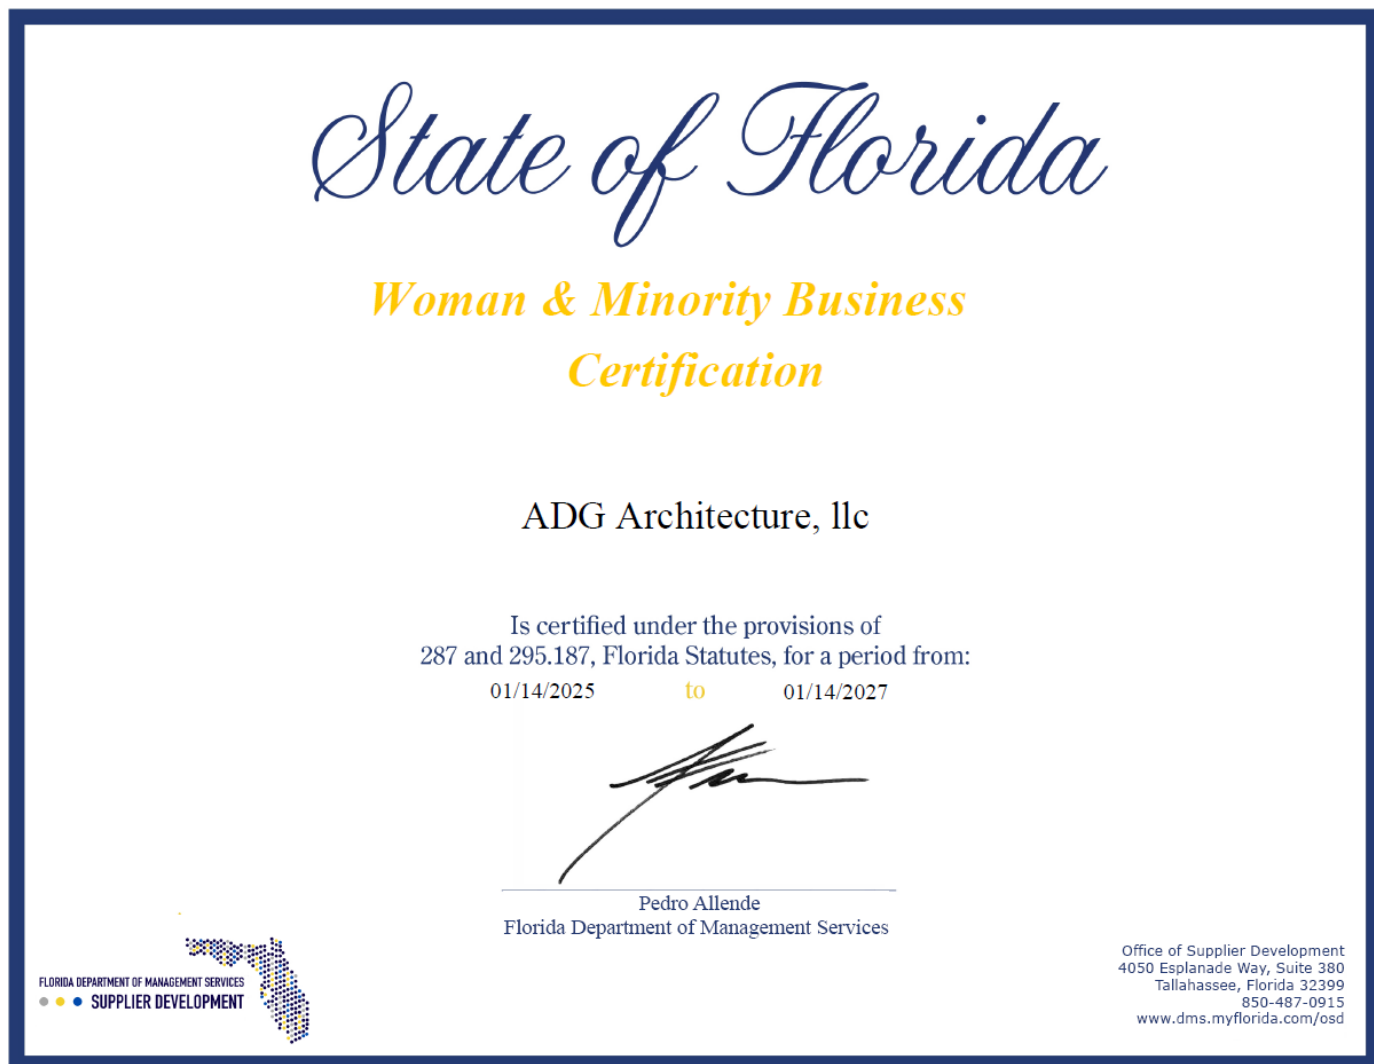 State of Florida
Woman & Minority Business
Certification
ADG Architecture, llc
Is certified under the provisions of
287 and 295.187, Florida Statutes, for a period from:
01/14/2025 to 01/14/2027
Pedro Allende
Florida Department of Management Services
FLORIDA DEPARTMENT OF MANAGEMENT SERVICES
SUPPLIER DEVELOPMENT
Office of Supplier Development
4050 Esplanade Way, Suite 380
Tallahassee, Florida 32399
850-487-0915
www.dms.myflorida.com/osd